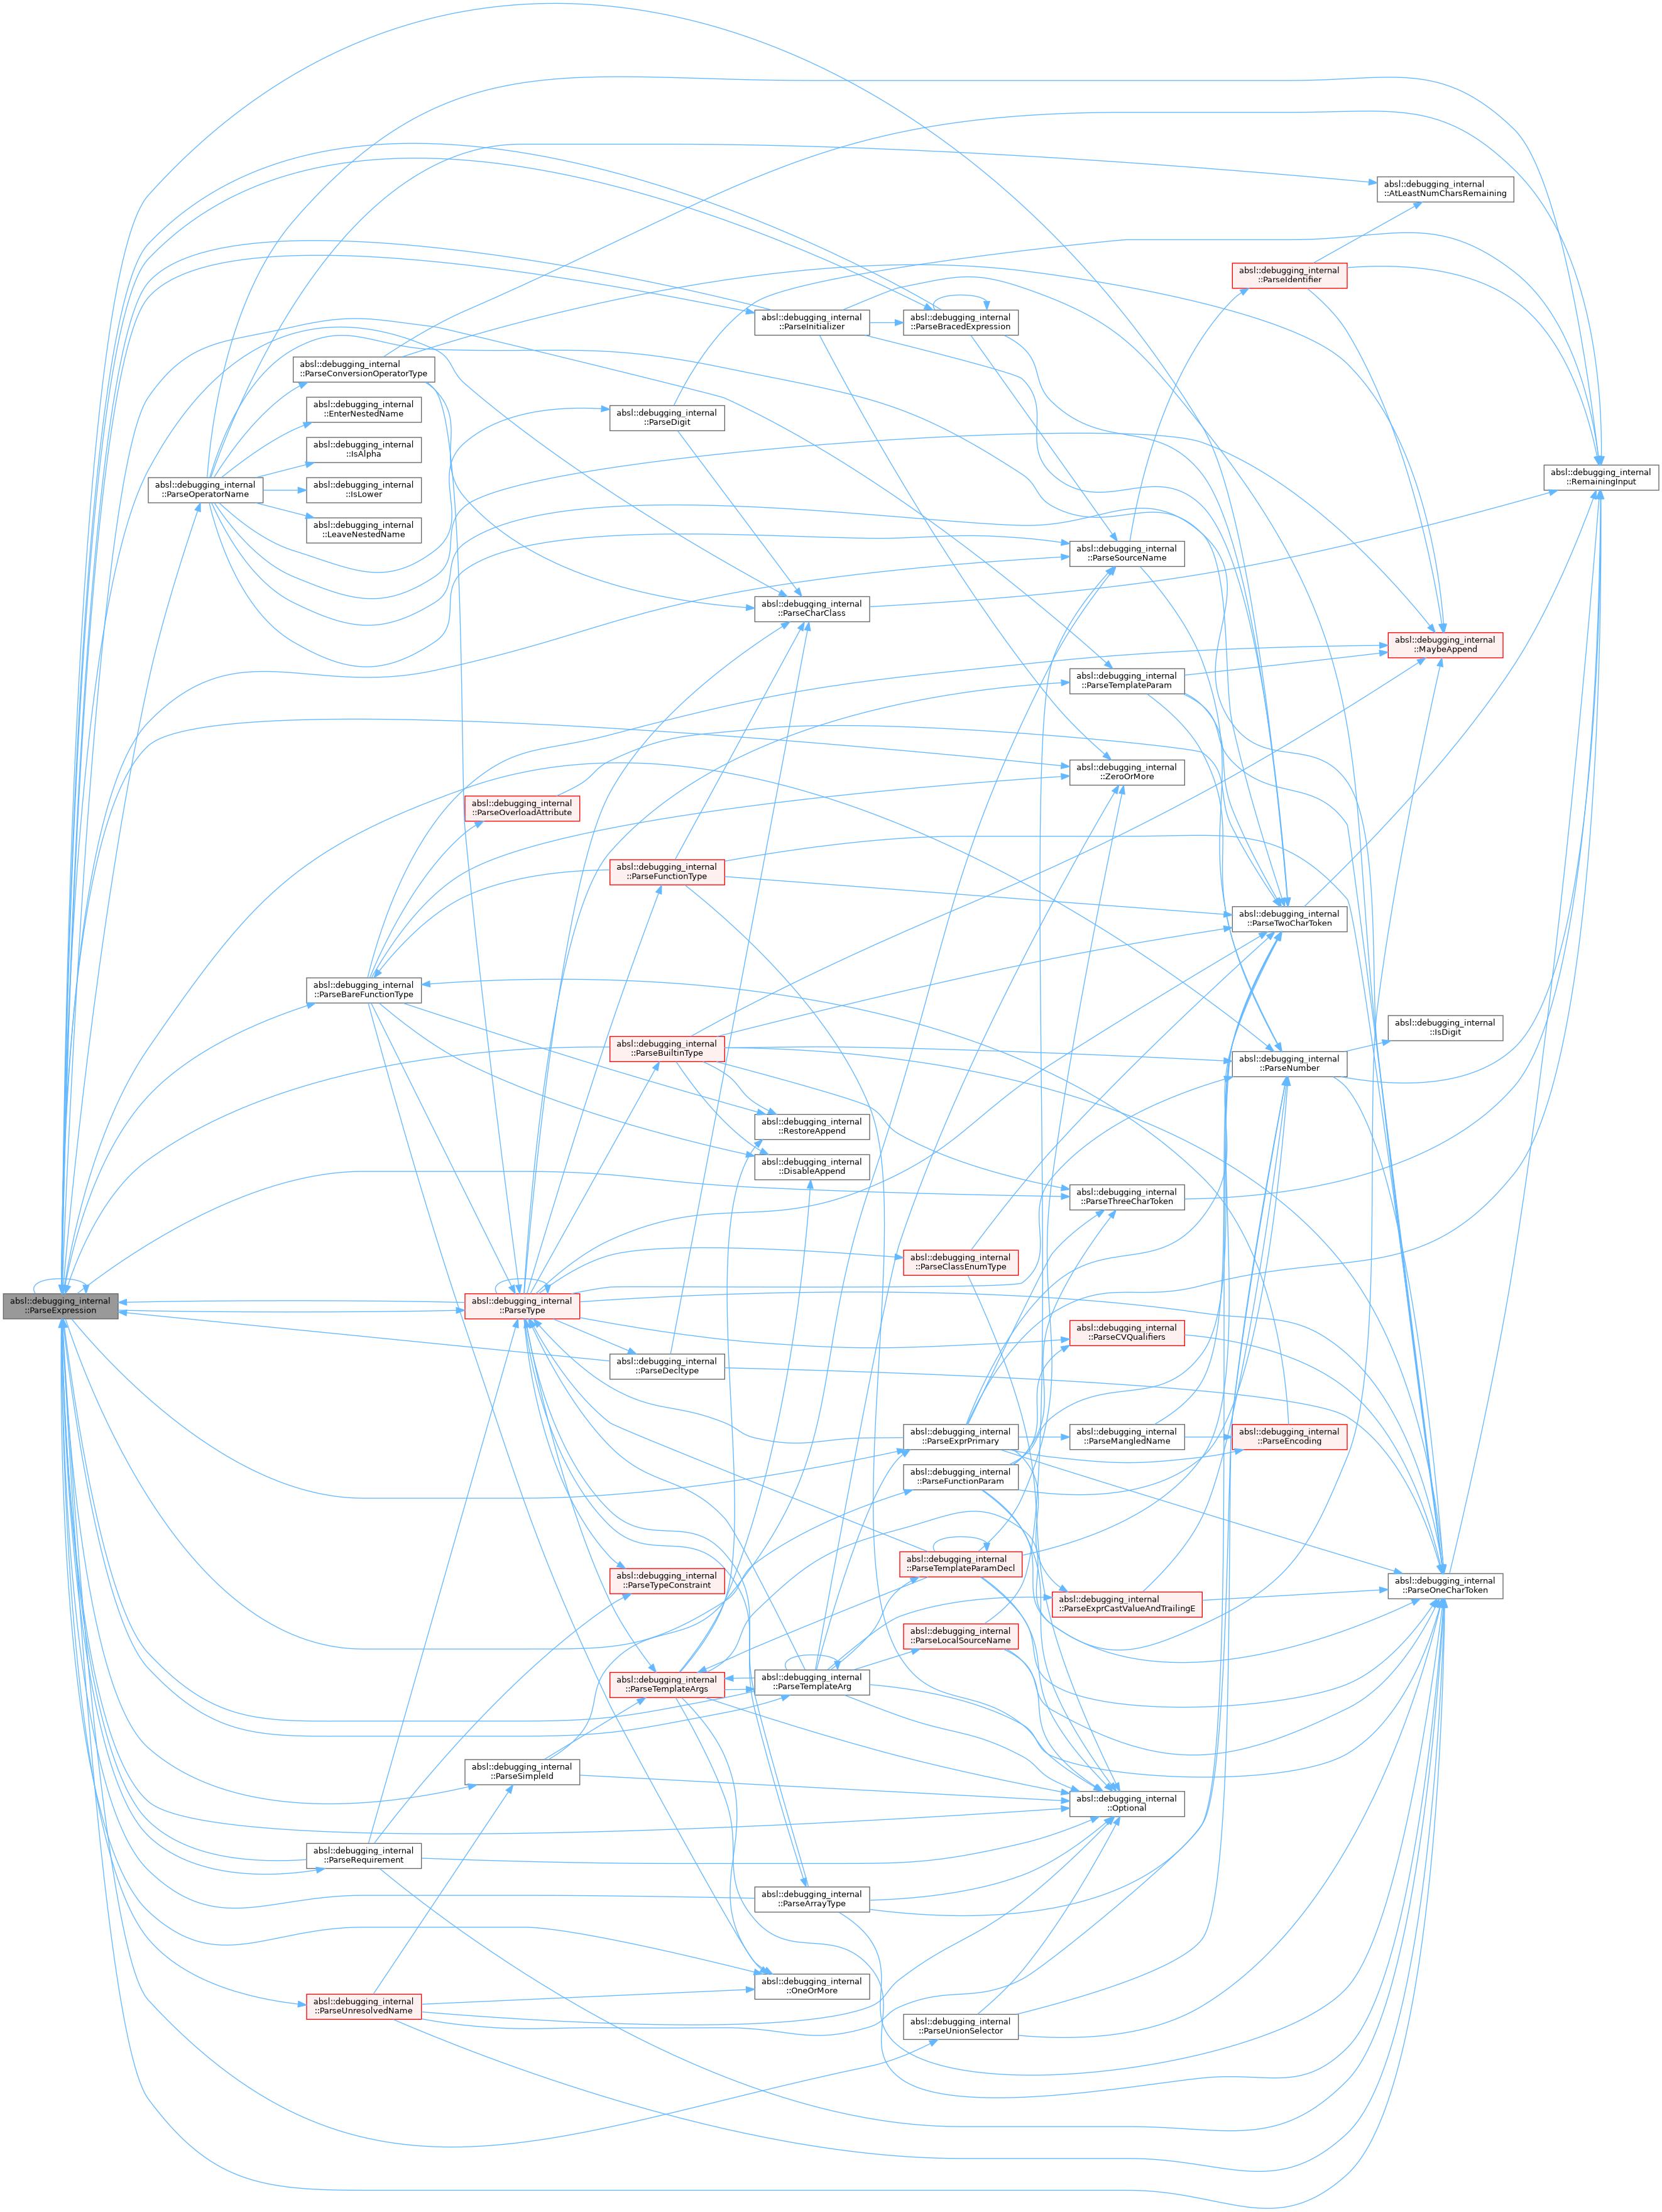 absl::debugging_internal
::AtLeastNumCharsRemaining
absl::debugging_internal
::ParseIdentifier
absl::debugging_internal
::ParseInitializer
absl::debugging_internal
::ParseBracedExpression
absl::debugging_internal
::ParseConversionOperatorType
absl::debugging_internal
::EnterNestedName
absl::debugging_internal
::ParseDigit
absl::debugging_internal
::IsAlpha
absl::debugging_internal
::RemainingInput
absl::debugging_internal
::ParseOperatorName
absl::debugging_internal
::IsLower
absl::debugging_internal
::LeaveNestedName
absl::debugging_internal
::ParseSourceName
absl::debugging_internal
::ParseCharClass
absl::debugging_internal
::MaybeAppend
absl::debugging_internal
::ParseTemplateParam
absl::debugging_internal
::ZeroOrMore
absl::debugging_internal
::ParseOverloadAttribute
absl::debugging_internal
::ParseFunctionType
absl::debugging_internal
::ParseTwoCharToken
absl::debugging_internal
::ParseBareFunctionType
absl::debugging_internal
::IsDigit
absl::debugging_internal
::ParseBuiltinType
absl::debugging_internal
::ParseNumber
absl::debugging_internal
::RestoreAppend
absl::debugging_internal
::DisableAppend
absl::debugging_internal
::ParseThreeCharToken
absl::debugging_internal
::ParseClassEnumType
absl::debugging_internal
::ParseExpression
absl::debugging_internal
::ParseType
absl::debugging_internal
::ParseCVQualifiers
absl::debugging_internal
::ParseDecltype
absl::debugging_internal
::ParseExprPrimary
absl::debugging_internal
::ParseMangledName
absl::debugging_internal
::ParseEncoding
absl::debugging_internal
::ParseFunctionParam
absl::debugging_internal
::ParseTemplateParamDecl
absl::debugging_internal
::ParseTypeConstraint
absl::debugging_internal
::ParseOneCharToken
absl::debugging_internal
::ParseExprCastValueAndTrailingE
absl::debugging_internal
::ParseLocalSourceName
absl::debugging_internal
::ParseTemplateArgs
absl::debugging_internal
::ParseTemplateArg
absl::debugging_internal
::ParseSimpleId
absl::debugging_internal
::Optional
absl::debugging_internal
::ParseRequirement
absl::debugging_internal
::ParseArrayType
absl::debugging_internal
::OneOrMore
absl::debugging_internal
::ParseUnresolvedName
absl::debugging_internal
::ParseUnionSelector